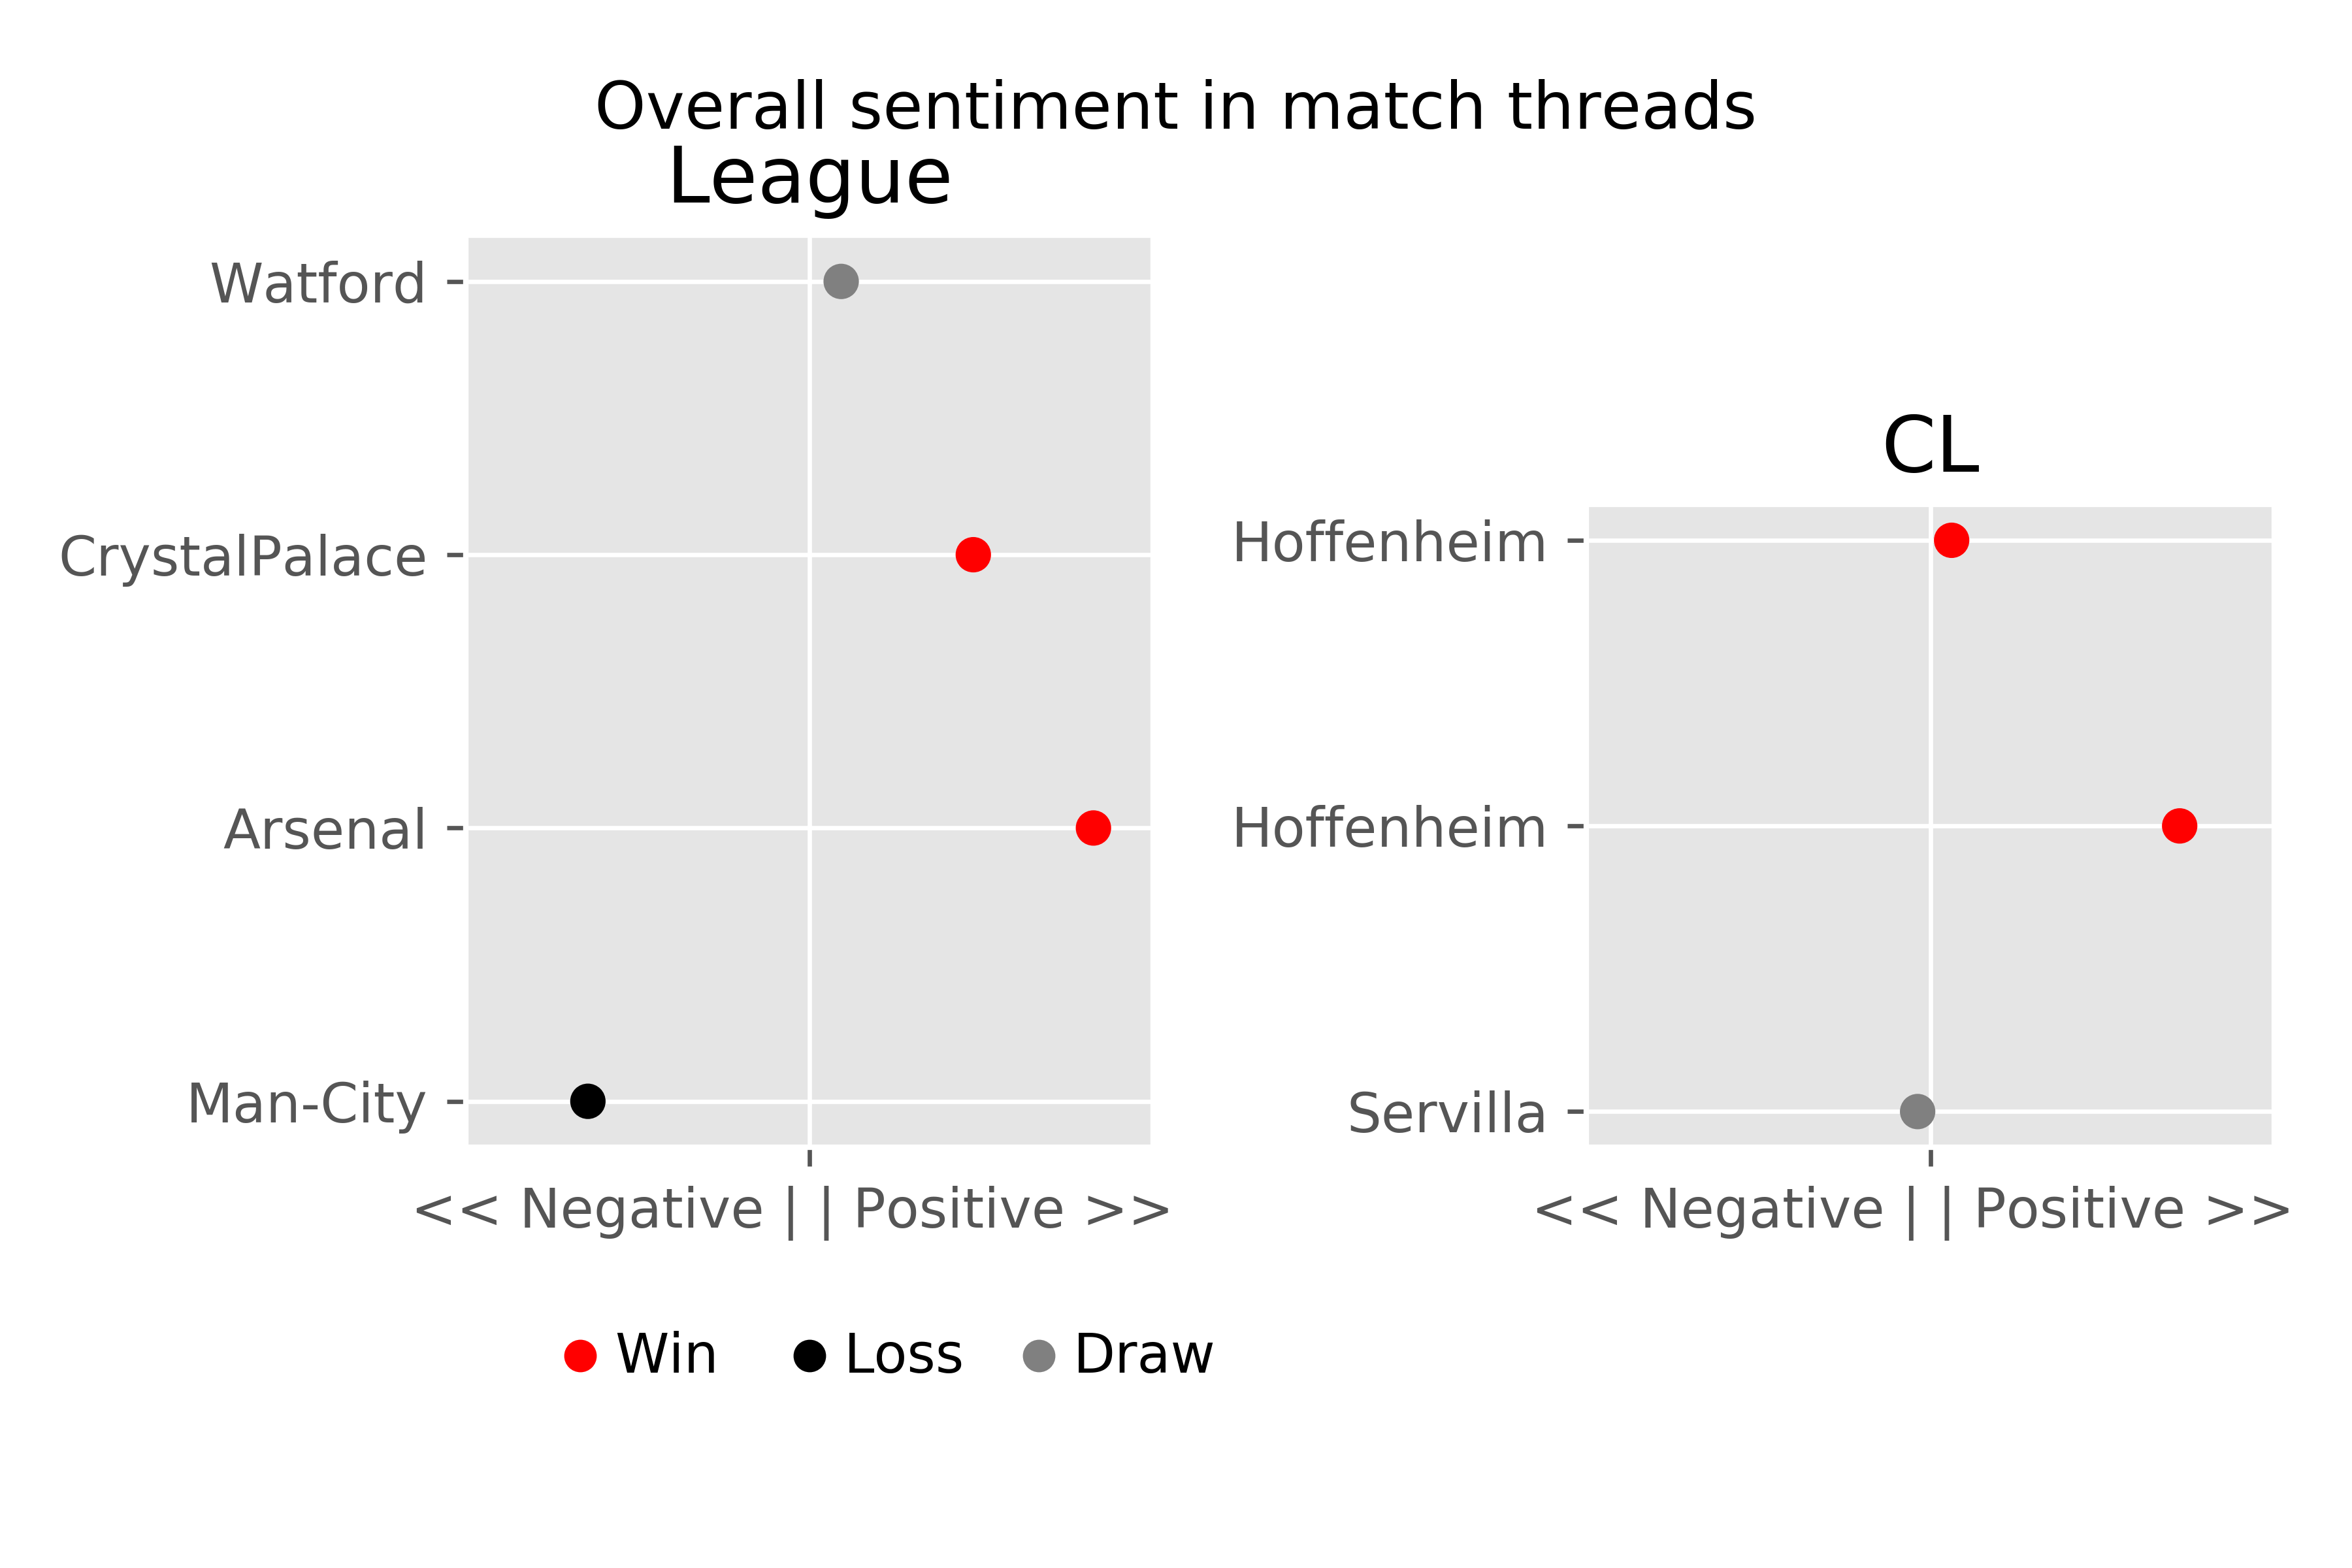 Overall sentiment in match threads
League
Watford
CrystalPalace
Arsenal
Man-City
<< Negative | | Positive >>
CL
Hoffenheim
Hoffenheim
Servilla
<< Negative | | Positive >>
Win Loss Draw